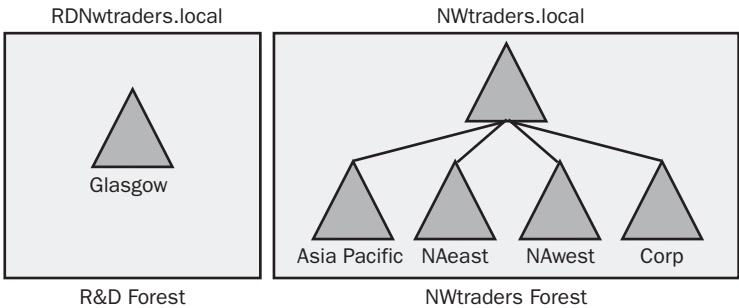 RDNwtraders.local
NWtraders.local
Glasgow
Asia Pacific
NAeast
NAwest
Corp
R&D Forest
NWtraders Forest